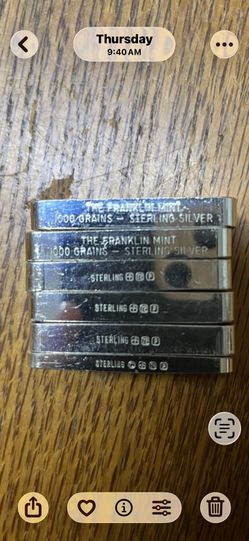 Thursday
9:40 AM
THE FRANKLIN MINT
1000 GRAINS – STERLING SILVER
THE FRANKLIN MINT
1000 GRAINS – STERLING SILVER
STERLING
STERLING
STERLING
STERLING